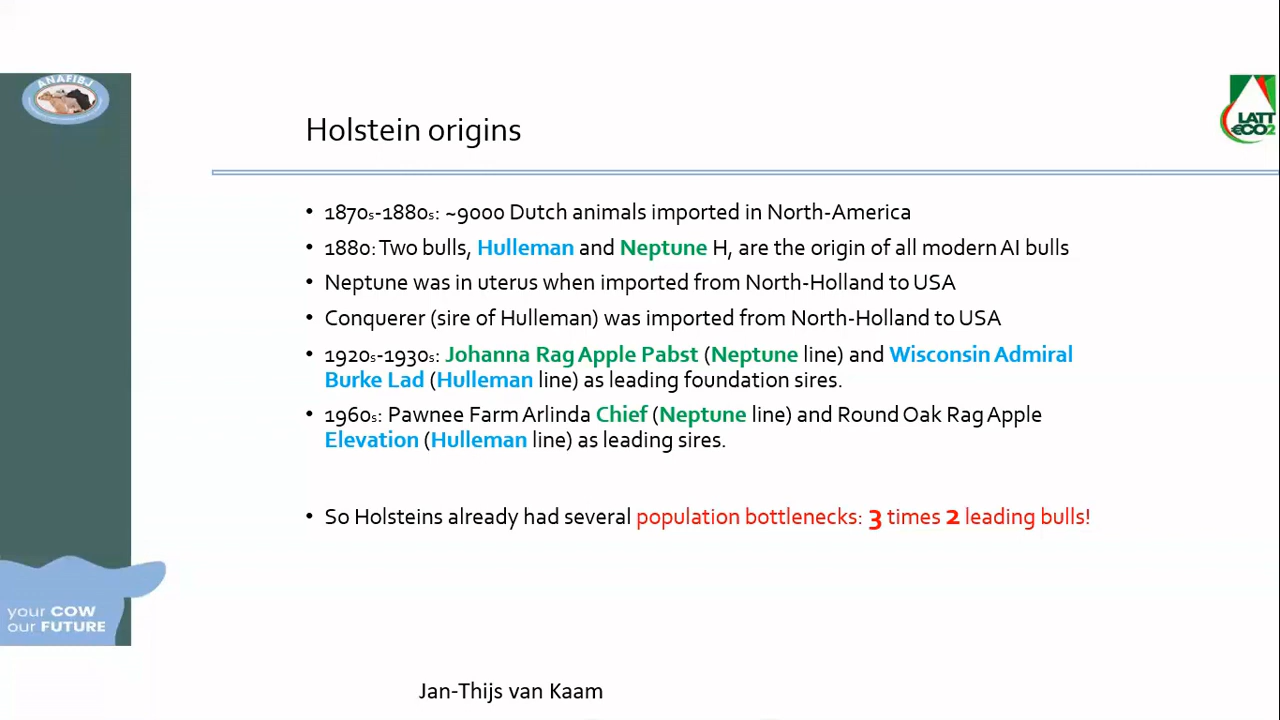 ANAFIBJ
LATT
€CO2
Holstein origins
• 1870s-1880s: ~9000 Dutch animals imported in North-America
• 1880: Two bulls, Hulleman and Neptune H, are the origin of all modern AI bulls
• Neptune was in uterus when imported from North-Holland to USA
• Conquerer (sire of Hulleman) was imported from North-Holland to USA
• 1920s-1930s: Johanna Rag Apple Pabst (Neptune line) and Wisconsin Admiral
Burke Lad (Hulleman line) as leading foundation sires.
• 1960s: Pawnee Farm Arlinda Chief (Neptune line) and Round Oak Rag Apple
Elevation (Hulleman line) as leading sires.
• So Holsteins already had several population bottlenecks: 3 times 2 leading bulls!
your COW
our FUTURE
Jan-Thijs van Kaam